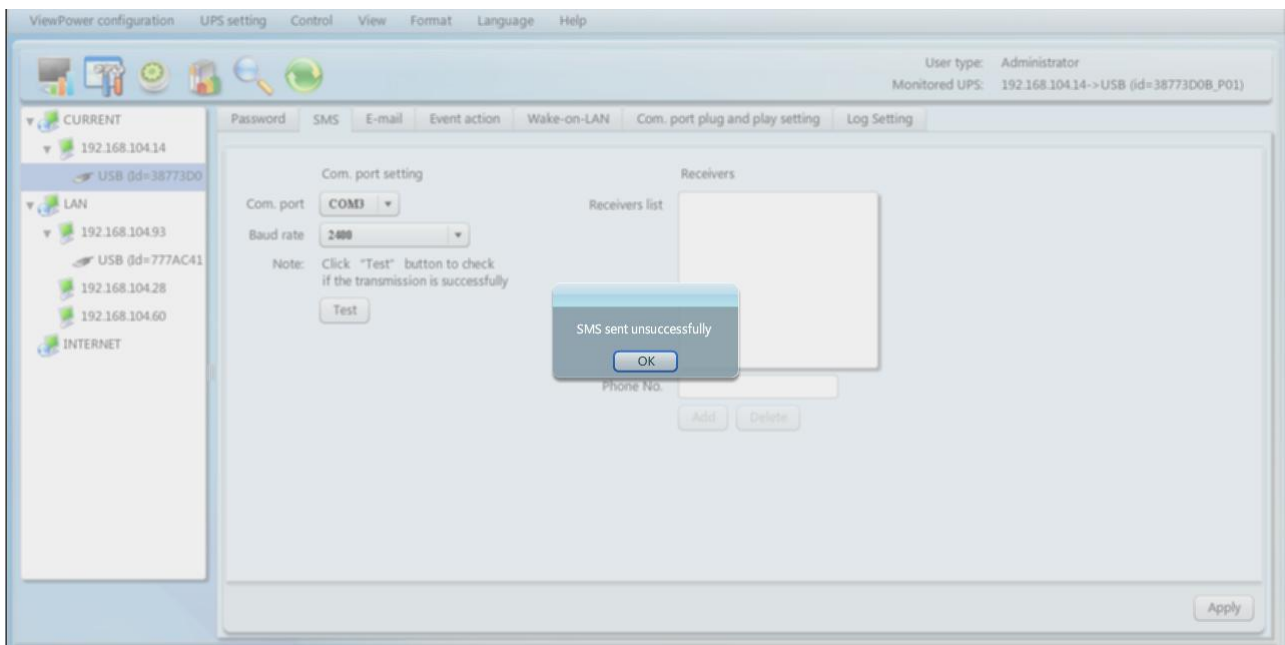 ViewPower configuration UPS setting Control View Format Language Help
User type: Administrator
Monitored UPS: 192.168.104.14->USB (id=38773D0B_P01)
CURRENT
192.168.104.14
USB (Id=38773D0
LAN
192.168.104.93
USB (Id=777AC41
192.168.104.28
192.168.104.60
INTERNET
Password SMS E-mail Event action Wake-on-LAN Com. port plug and play setting Log Setting
Com. port setting
Com. port COM3
Baud rate 2400
Note: Click "Test" button to check
if the transmission is successfully
Test
Receivers
Receivers list
Phone No.
Add Delete
SMS sent unsuccessfully
OK
Apply